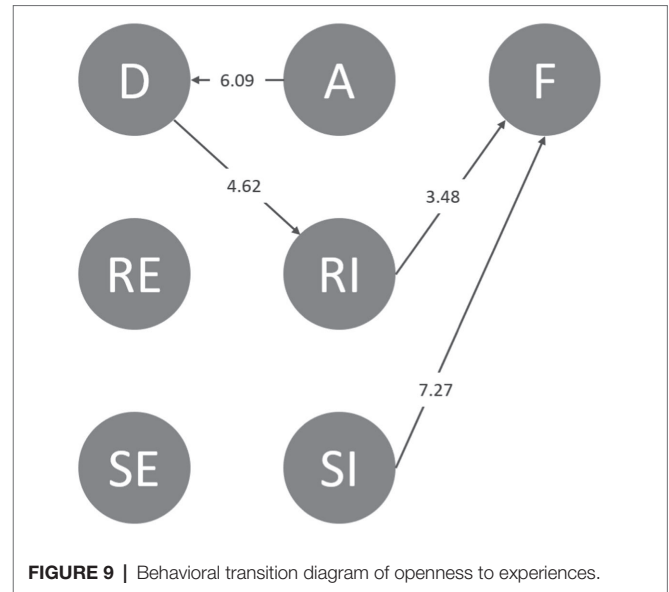 D 6.09 A F
4.62 3.48
RE RI
7.27
SE SI
FIGURE 9 | Behavioral transition diagram of openness to experiences.